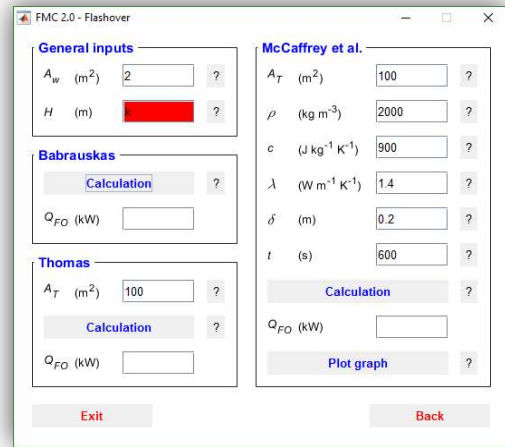 FMC 2.0 - Flashover
General inputs
A_w (m²) 2 ?
H (m) k ?
Babrauskas
Calculation ?
Q_FO (kW)
Thomas
A_T (m²) 100 ?
Calculation ?
Q_FO (kW)
McCaffrey et al.
A_T (m²) 100 ?
ρ (kg m⁻³) 2000 ?
c (J kg⁻¹ K⁻¹) 900 ?
λ (W m⁻¹ K⁻¹) 1.4 ?
δ (m) 0.2 ?
t (s) 600 ?
Calculation ?
Q_FO (kW)
Plot graph ?
Exit
Back